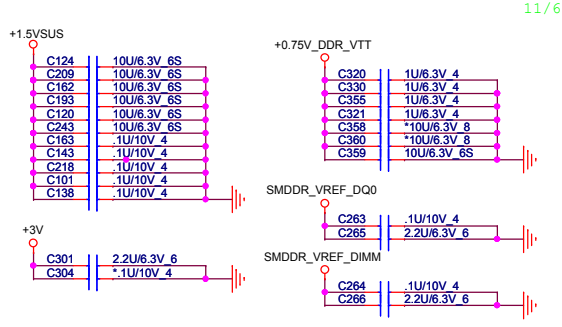 11/6
+1.5VSUS
C124 10U/6.3V_6S
C209 10U/6.3V_6S
C162 10U/6.3V_6S
C193 10U/6.3V_6S
C120 10U/6.3V_6S
C243 10U/6.3V_6S
C163 .1U/10V_4
C143 .1U/10V_4
C218 .1U/10V_4
C101 .1U/10V_4
C138 .1U/10V_4
+3V
C301 2.2U/6.3V_6
C304 *.1U/10V_4
+0.75V_DDR_VTT
C320 1U/6.3V_4
C330 1U/6.3V_4
C355 1U/6.3V_4
C321 1U/6.3V_4
C358 *10U/6.3V_8
C360 *10U/6.3V_8
C359 10U/6.3V_6S
SMDDR_VREF_DQ0
C263 .1U/10V_4
C265 2.2U/6.3V_6
SMDDR_VREF_DIMM
C264 .1U/10V_4
C266 2.2U/6.3V_6